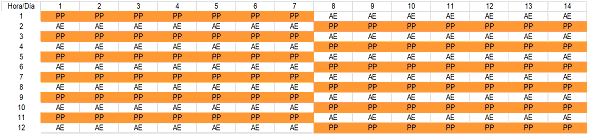 Hora/Día 1 2 3 4 5 6 7 8 9 10 11 12 13 14
1 PP PP PP PP PP PP PP AE AE AE AE AE AE AE
2 AE AE AE AE AE AE AE PP PP PP PP PP PP PP
3 PP PP PP PP PP PP PP AE AE AE AE AE AE AE
4 AE AE AE AE AE AE AE PP PP PP PP PP PP PP
5 PP PP PP PP PP PP PP AE AE AE AE AE AE AE
6 AE AE AE AE AE AE AE PP PP PP PP PP PP PP
7 PP PP PP PP PP PP PP AE AE AE AE AE AE AE
8 AE AE AE AE AE AE AE PP PP PP PP PP PP PP
9 PP PP PP PP PP PP PP AE AE AE AE AE AE AE
10 AE AE AE AE AE AE AE PP PP PP PP PP PP PP
11 PP PP PP PP PP PP PP AE AE AE AE AE AE AE
12 AE AE AE AE AE AE AE PP PP PP PP PP PP PP